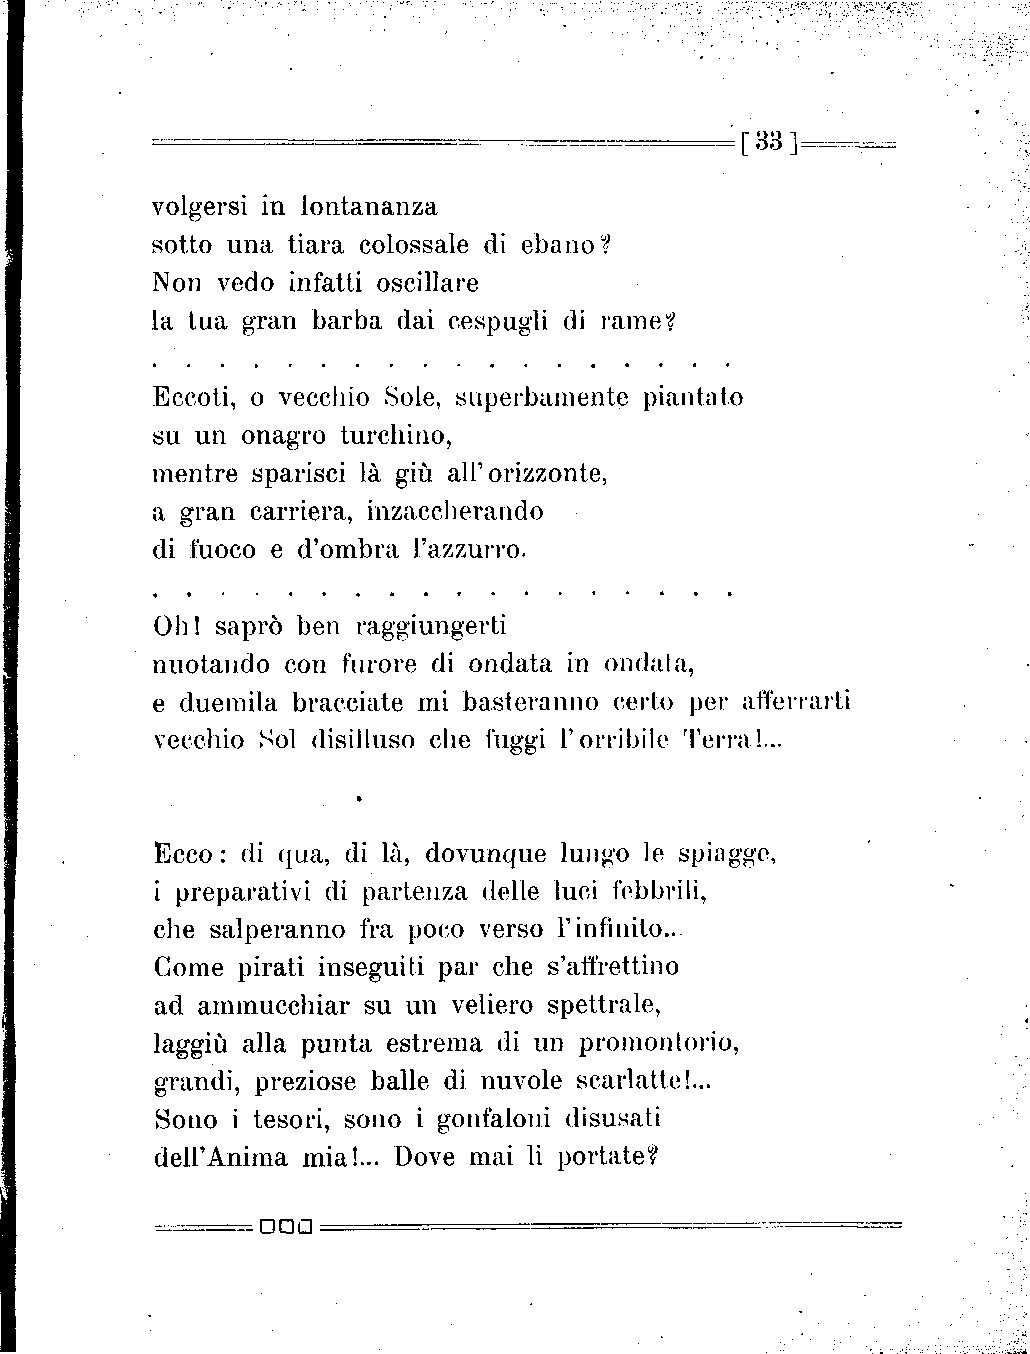 [ 33 ]
volgersi in lontananza
sotto una tiara colossale di ebano?
Non vedo infatti oscillare
la tua gran barba dai cespugli di rame?
. . . . . . . . . . . . . . . . . .
Eccoti, o vecchio Sole, superbamente piantato
su un onagro turchino,
mentre sparisci là giù all'orizzonte,
a gran carriera, inzaccherando
di fuoco e d'ombra l'azzurro.
. . . . . . . . . . . . . . . . . .
Oh! saprò ben raggiungerti
nuotando con furore di ondata in ondata,
e duemila bracciate mi basteranno certo per afferrarti
vecchio Sol disilluso che fuggi l'orribile Terra!...
Ecco: di qua, di là, dovunque lungo le spiagge,
i preparativi di partenza delle luci febbrili,
che salperanno fra poco verso l'infinito...
Come pirati inseguiti par che s'affrettino
ad ammucchiar su un veliero spettrale,
laggiù alla punta estrema di un promontorio,
grandi, preziose balle di nuvole scarlatte!...
Sono i tesori, sono i gonfaloni disusati
dell'Anima mia!... Dove mai li portate?